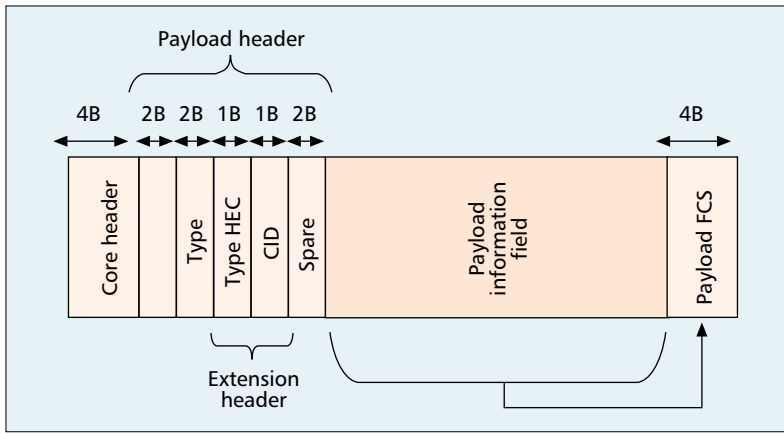 Payload header
4B
2B
2B
1B
1B
2B
4B
Core header
Type
Type HEC
CID
Spare
Payload
information
field
Payload FCS
Extension
header